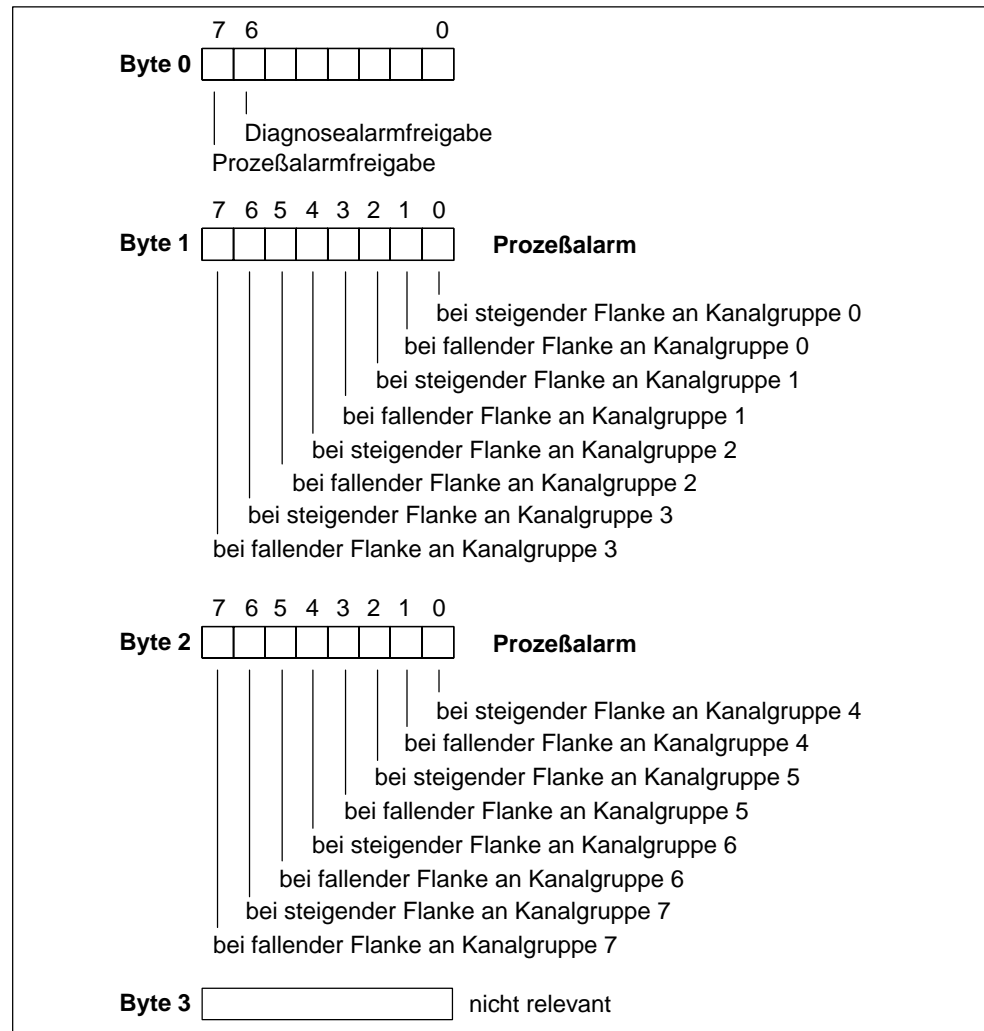 7 6 0
Byte 0
Diagnosealarmfreigabe
Prozeßalarmfreigabe
7 6 5 4 3 2 1 0
Byte 1 Prozeßalarm
bei steigender Flanke an Kanalgruppe 0
bei fallender Flanke an Kanalgruppe 0
bei steigender Flanke an Kanalgruppe 1
bei fallender Flanke an Kanalgruppe 1
bei steigender Flanke an Kanalgruppe 2
bei fallender Flanke an Kanalgruppe 2
bei steigender Flanke an Kanalgruppe 3
bei fallender Flanke an Kanalgruppe 3
7 6 5 4 3 2 1 0
Byte 2 Prozeßalarm
bei steigender Flanke an Kanalgruppe 4
bei fallender Flanke an Kanalgruppe 4
bei steigender Flanke an Kanalgruppe 5
bei fallender Flanke an Kanalgruppe 5
bei steigender Flanke an Kanalgruppe 6
bei fallender Flanke an Kanalgruppe 6
bei steigender Flanke an Kanalgruppe 7
bei fallender Flanke an Kanalgruppe 7
Byte 3 nicht relevant